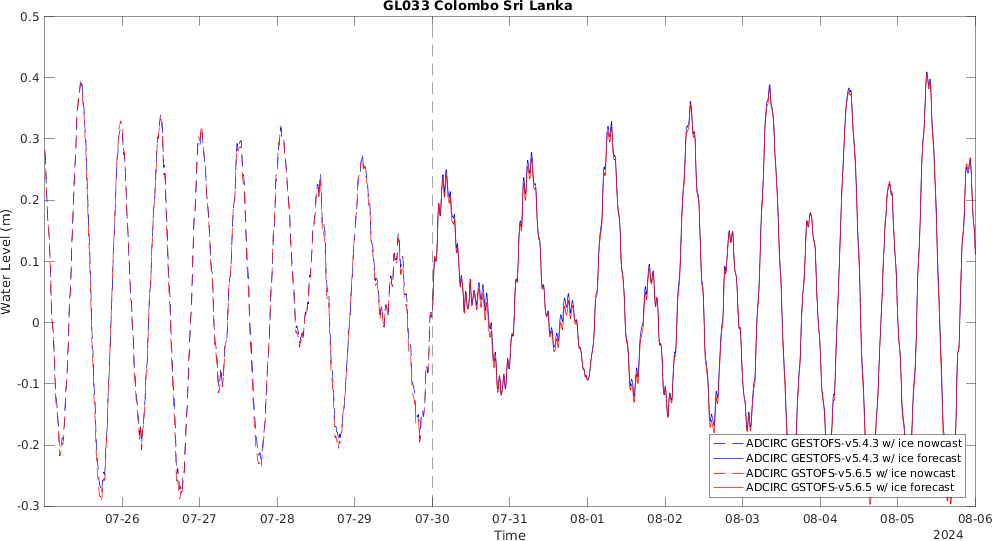 GL033 Colombo Sri Lanka
Water Level (m)
0.5
0.4
0.3
0.2
0.1
0
-0.1
-0.2
-0.3
ADCIRC GESTOFS-v5.4.3 w/ ice nowcast
ADCIRC GESTOFS-v5.4.3 w/ ice forecast
ADCIRC GSTOFS-v5.6.5 w/ ice nowcast
ADCIRC GSTOFS-v5.6.5 w/ ice forecast
07-26 07-27 07-28 07-29 07-30 07-31 08-01 08-02 08-03 08-04 08-05 08-06
Time
2024